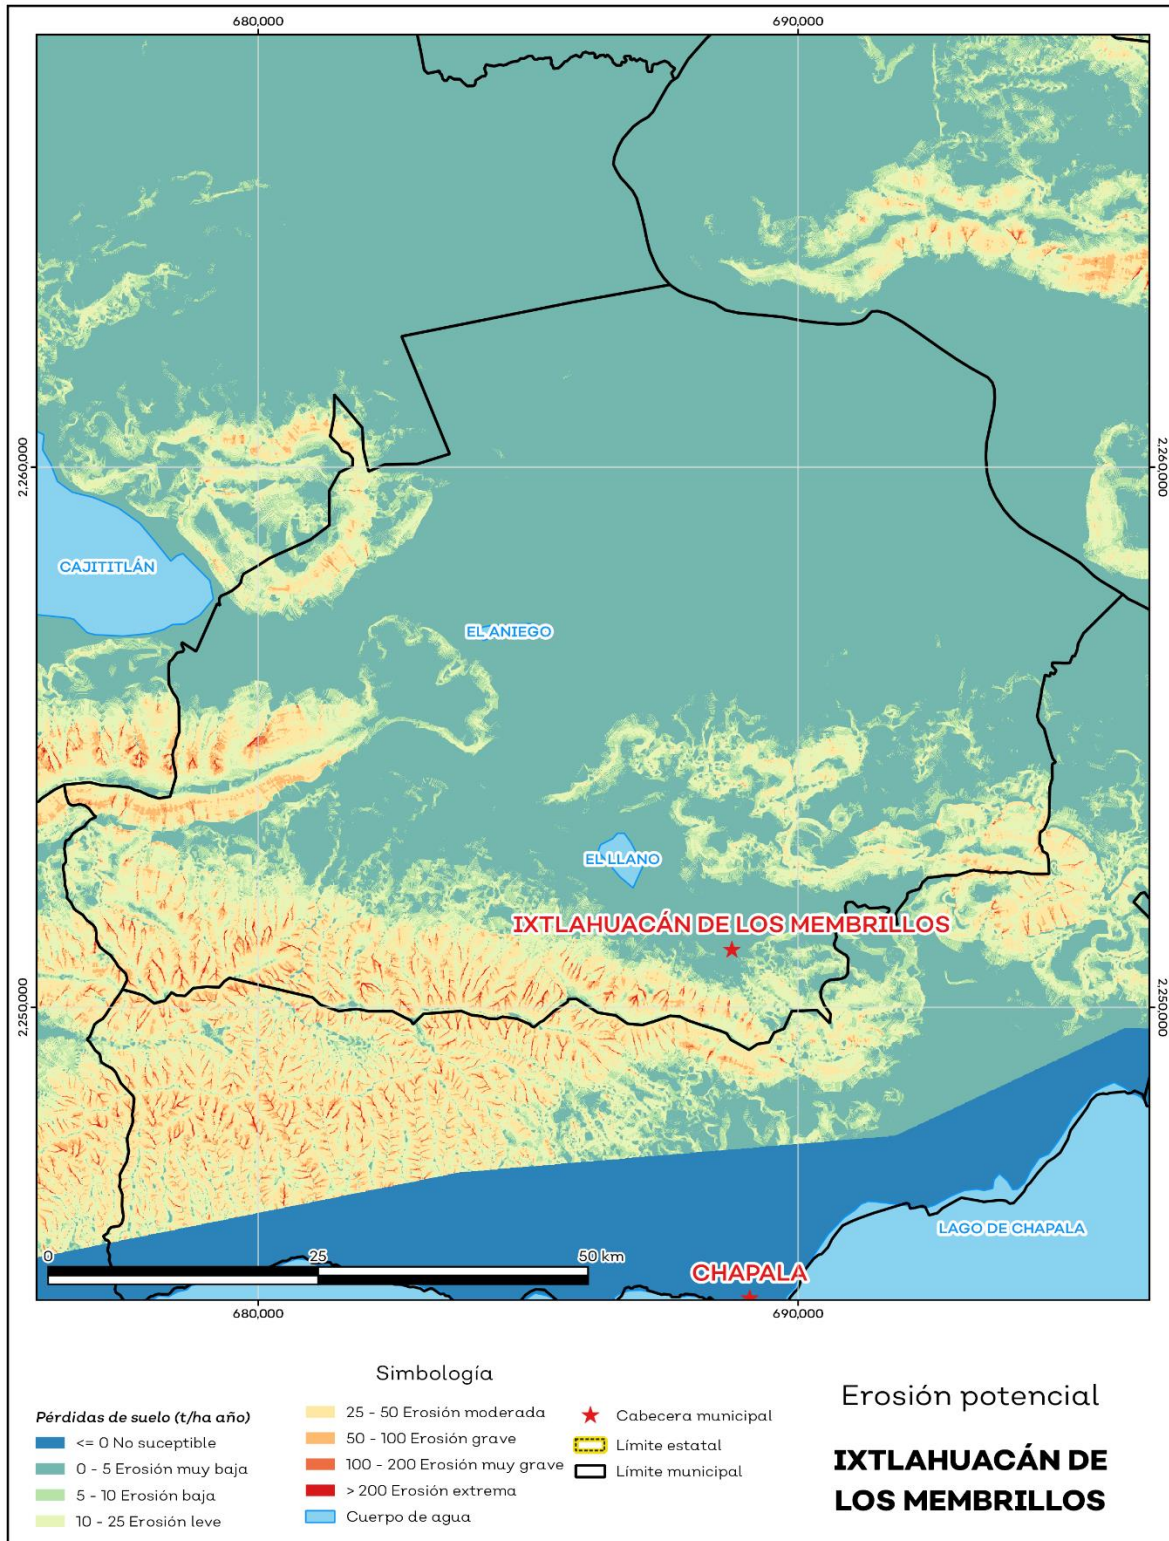 680,000
690,000
2,260,000
2,260,000
CAJITITLÁN
EL ANIEGO
EL LLANO
IXTLAHUACÁN DE LOS MEMBRILLOS
2,250,000
2,250,000
LAGO DE CHAPALA
0
25
50 km
CHAPALA
680,000
690,000
Simbología
Pérdidas de suelo (t/ha año)
<= 0 No suceptible
0 - 5 Erosión muy baja
5 - 10 Erosión baja
10 - 25 Erosión leve
25 - 50 Erosión moderada
50 - 100 Erosión grave
100 - 200 Erosión muy grave
> 200 Erosión extrema
Cuerpo de agua
Cabecera municipal
Límite estatal
Límite municipal
Erosión potencial
IXTLAHUACÁN DE
LOS MEMBRILLOS